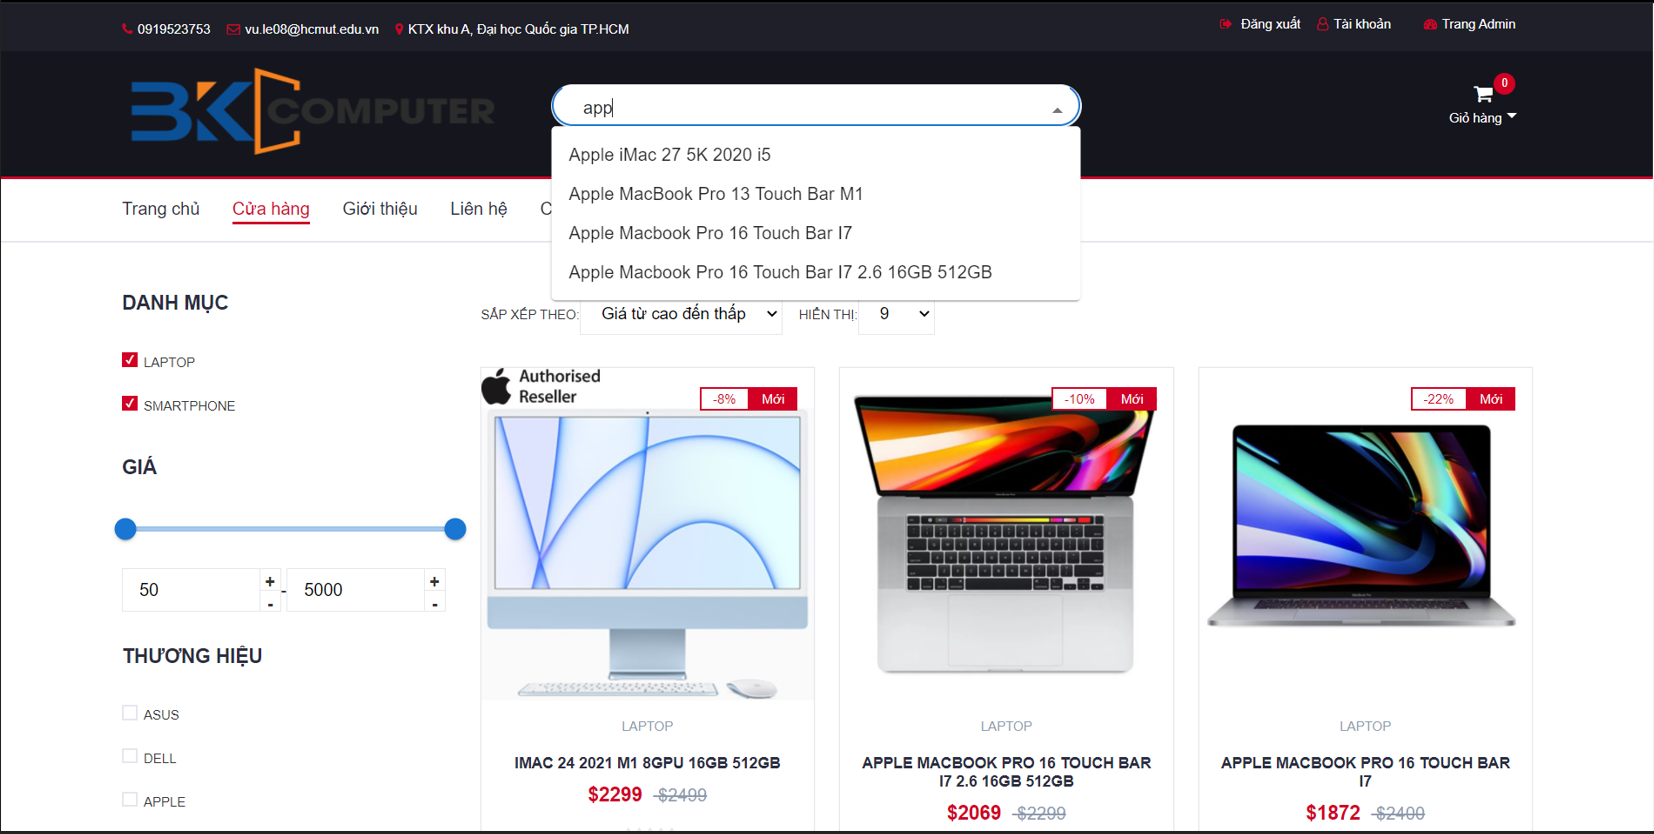 0919523753 vu.le08@hcmut.edu.vn KTX khu A, Đại học Quốc gia TP.HCM
Đăng xuất Tài khoản Trang Admin
BK COMPUTER
app
0
Giỏ hàng
Apple iMac 27 5K 2020 i5
Apple MacBook Pro 13 Touch Bar M1
Apple Macbook Pro 16 Touch Bar I7
Apple Macbook Pro 16 Touch Bar I7 2.6 16GB 512GB
Trang chủ Cửa hàng Giới thiệu Liên hệ C
DANH MỤC
LAPTOP
SMARTPHONE
GIÁ
50 + - - 5000 + -
THƯƠNG HIỆU
ASUS
DELL
APPLE
SẮP XẾP THEO: Giá từ cao đến thấp HIỂN THỊ: 9
Authorised
Reseller
-8% Mới
LAPTOP
IMAC 24 2021 M1 8GPU 16GB 512GB
$2299 $2499
-10% Mới
LAPTOP
APPLE MACBOOK PRO 16 TOUCH BAR
I7 2.6 16GB 512GB
$2069 $2299
-22% Mới
LAPTOP
APPLE MACBOOK PRO 16 TOUCH BAR
I7
$1872 $2400